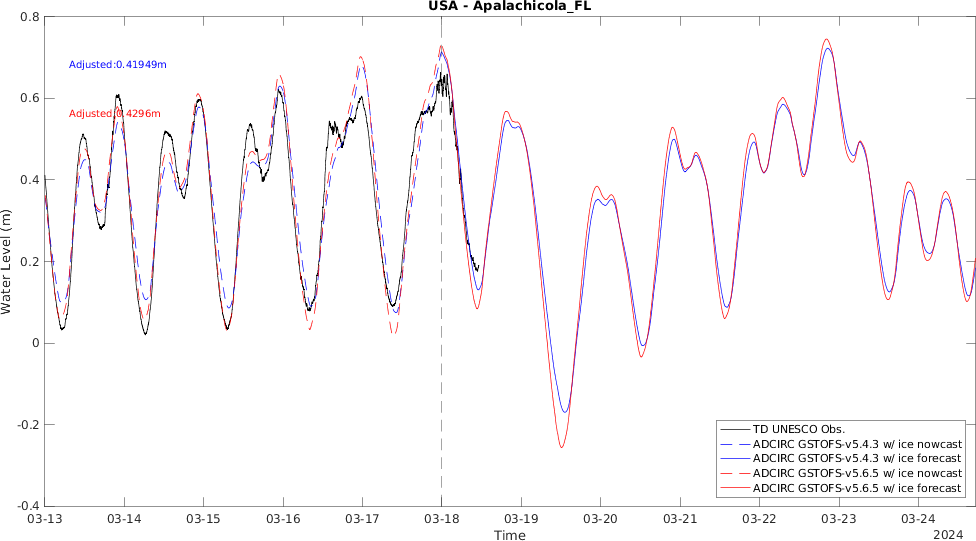 USA - Apalachicola_FL
0.8
0.6
0.4
0.2
0
-0.2
-0.4
Water Level (m)
Adjusted:0.41949m
Adjusted:0.4296m
TD UNESCO Obs.
ADCIRC GSTOFS-v5.4.3 w/ ice nowcast
ADCIRC GSTOFS-v5.4.3 w/ ice forecast
ADCIRC GSTOFS-v5.6.5 w/ ice nowcast
ADCIRC GSTOFS-v5.6.5 w/ ice forecast
03-13 03-14 03-15 03-16 03-17 03-18 03-19 03-20 03-21 03-22 03-23 03-24
Time
2024